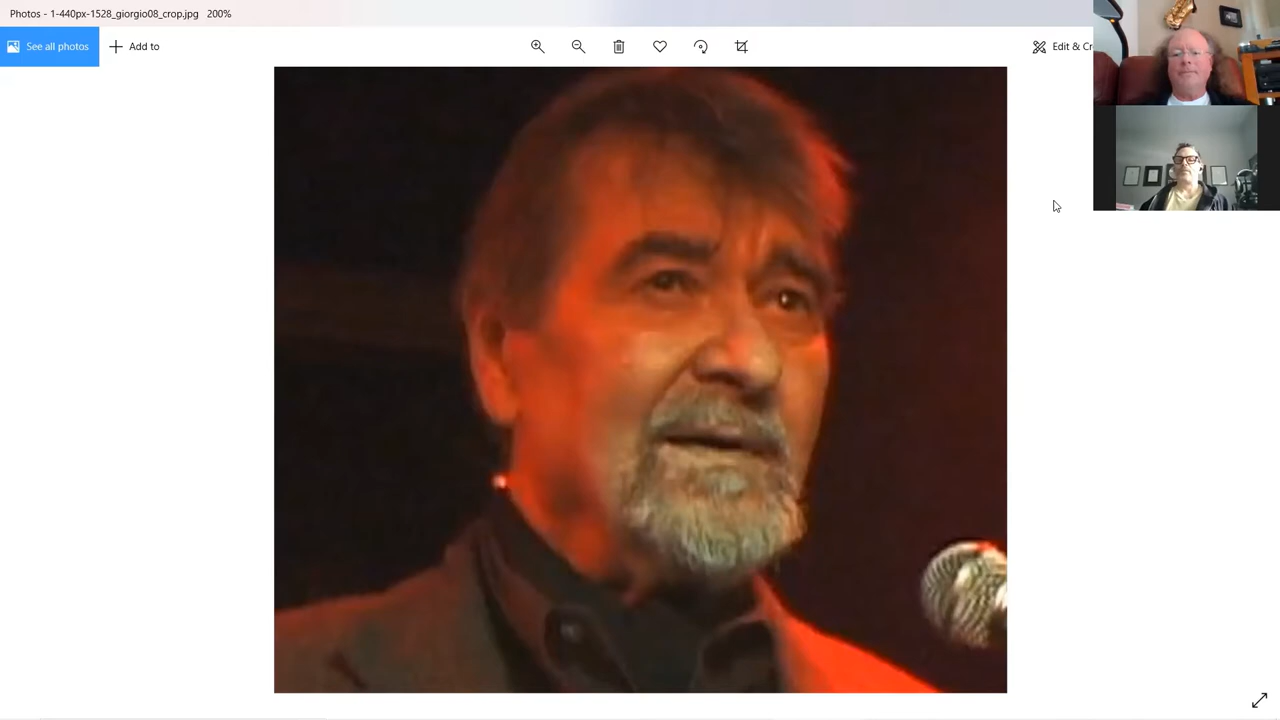 Photos - 1-440px-1528_giorgio08_crop.jpg 200%
See all photos
Add to
Edit & Cr